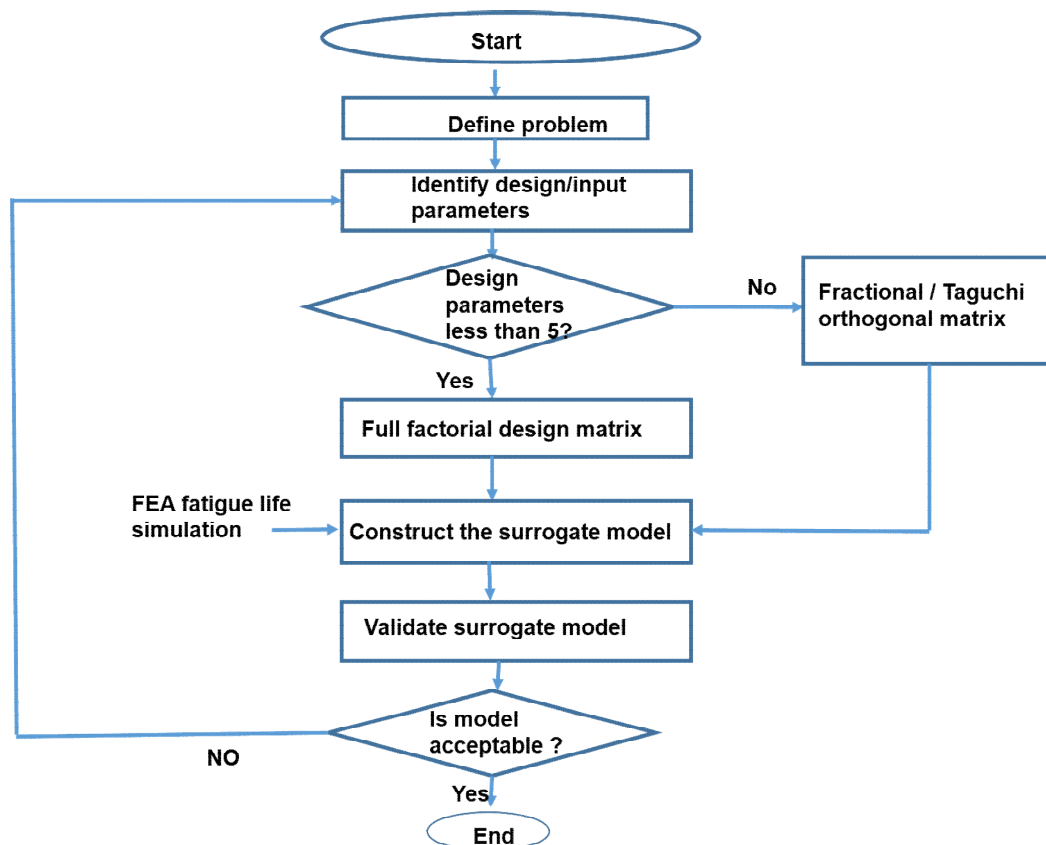 Start
Define problem
Identify design/input
parameters
Design
parameters
less than 5?
No
Fractional / Taguchi
orthogonal matrix
Yes
Full factorial design matrix
FEA fatigue life
simulation
Construct the surrogate model
Validate surrogate model
Is model
acceptable ?
NO
Yes
End